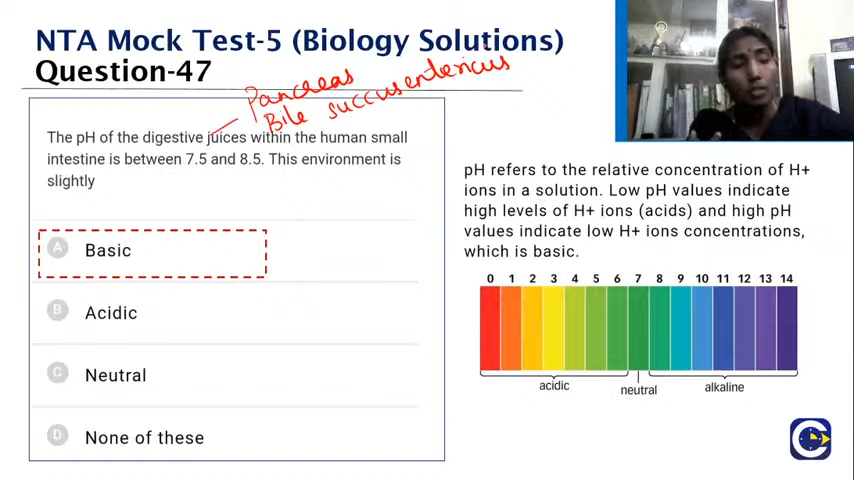 NTA Mock Test-5 (Biology Solutions)
Question-47
Pancreas
Bile succusentericus
The pH of the digestive juices within the human small
intestine is between 7.5 and 8.5. This environment is
slightly
A Basic
B Acidic
C Neutral
D None of these
pH refers to the relative concentration of H+
ions in a solution. Low pH values indicate
high levels of H+ ions (acids) and high pH
values indicate low H+ ions concentrations,
which is basic.
0 1 2 3 4 5 6 7 8 9 10 11 12 13 14
acidic neutral alkaline